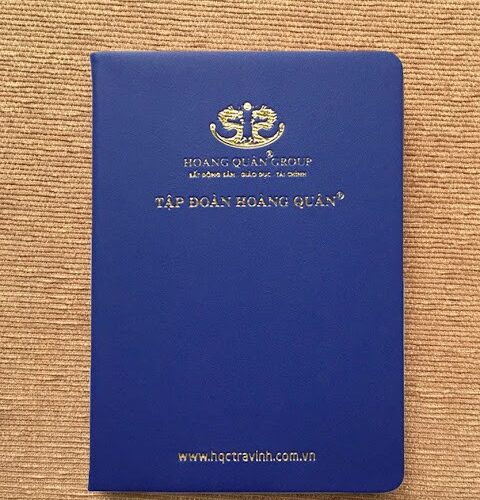 HOANG QUÂN GROUP
BẤT ĐỘNG SẢN - GIÁO DỤC - TÀI CHÍNH
TẬP ĐOÀN HOÀNG QUÂN®
www.hqctravinh.com.vn